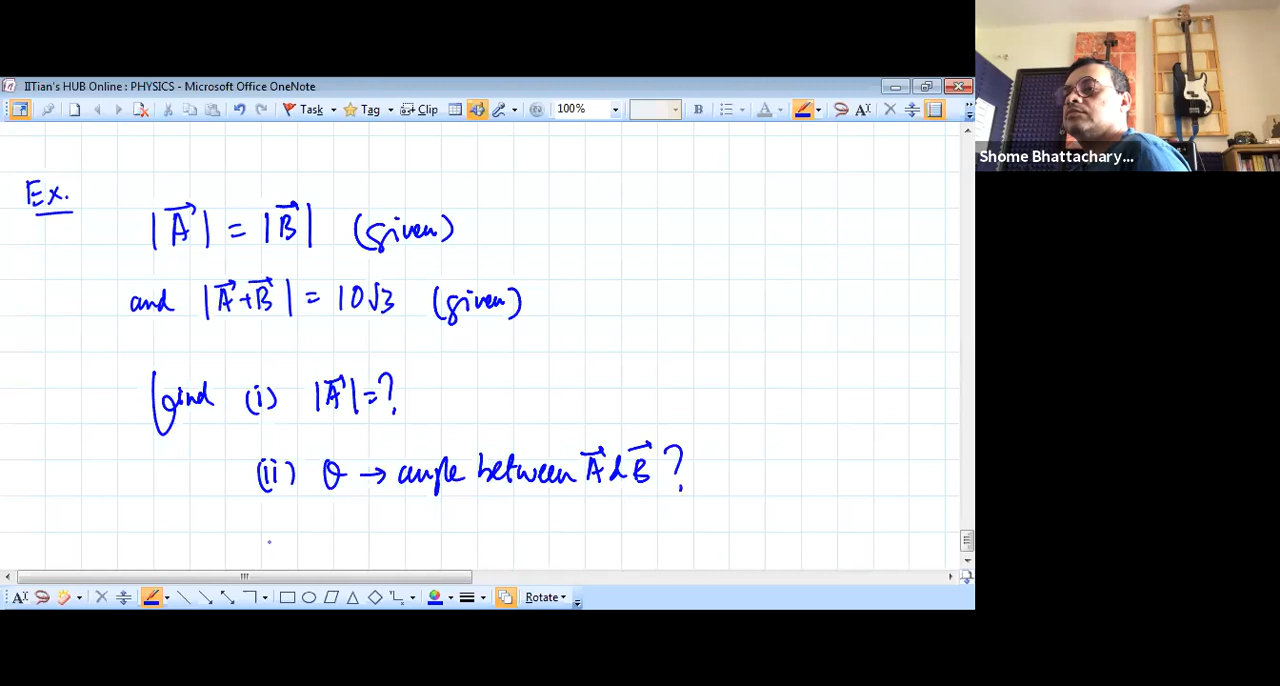 IITian's HUB Online : PHYSICS - Microsoft Office OneNote
Task Tag Clip 100% B
Shome Bhattachary...
Ex.
|A⃗| = |B⃗| (given)
and |A⃗+B⃗| = 10√3 (given)
find (i) |A⃗| = ?
(ii) θ → angle between A⃗ & B⃗ ?
Rotate